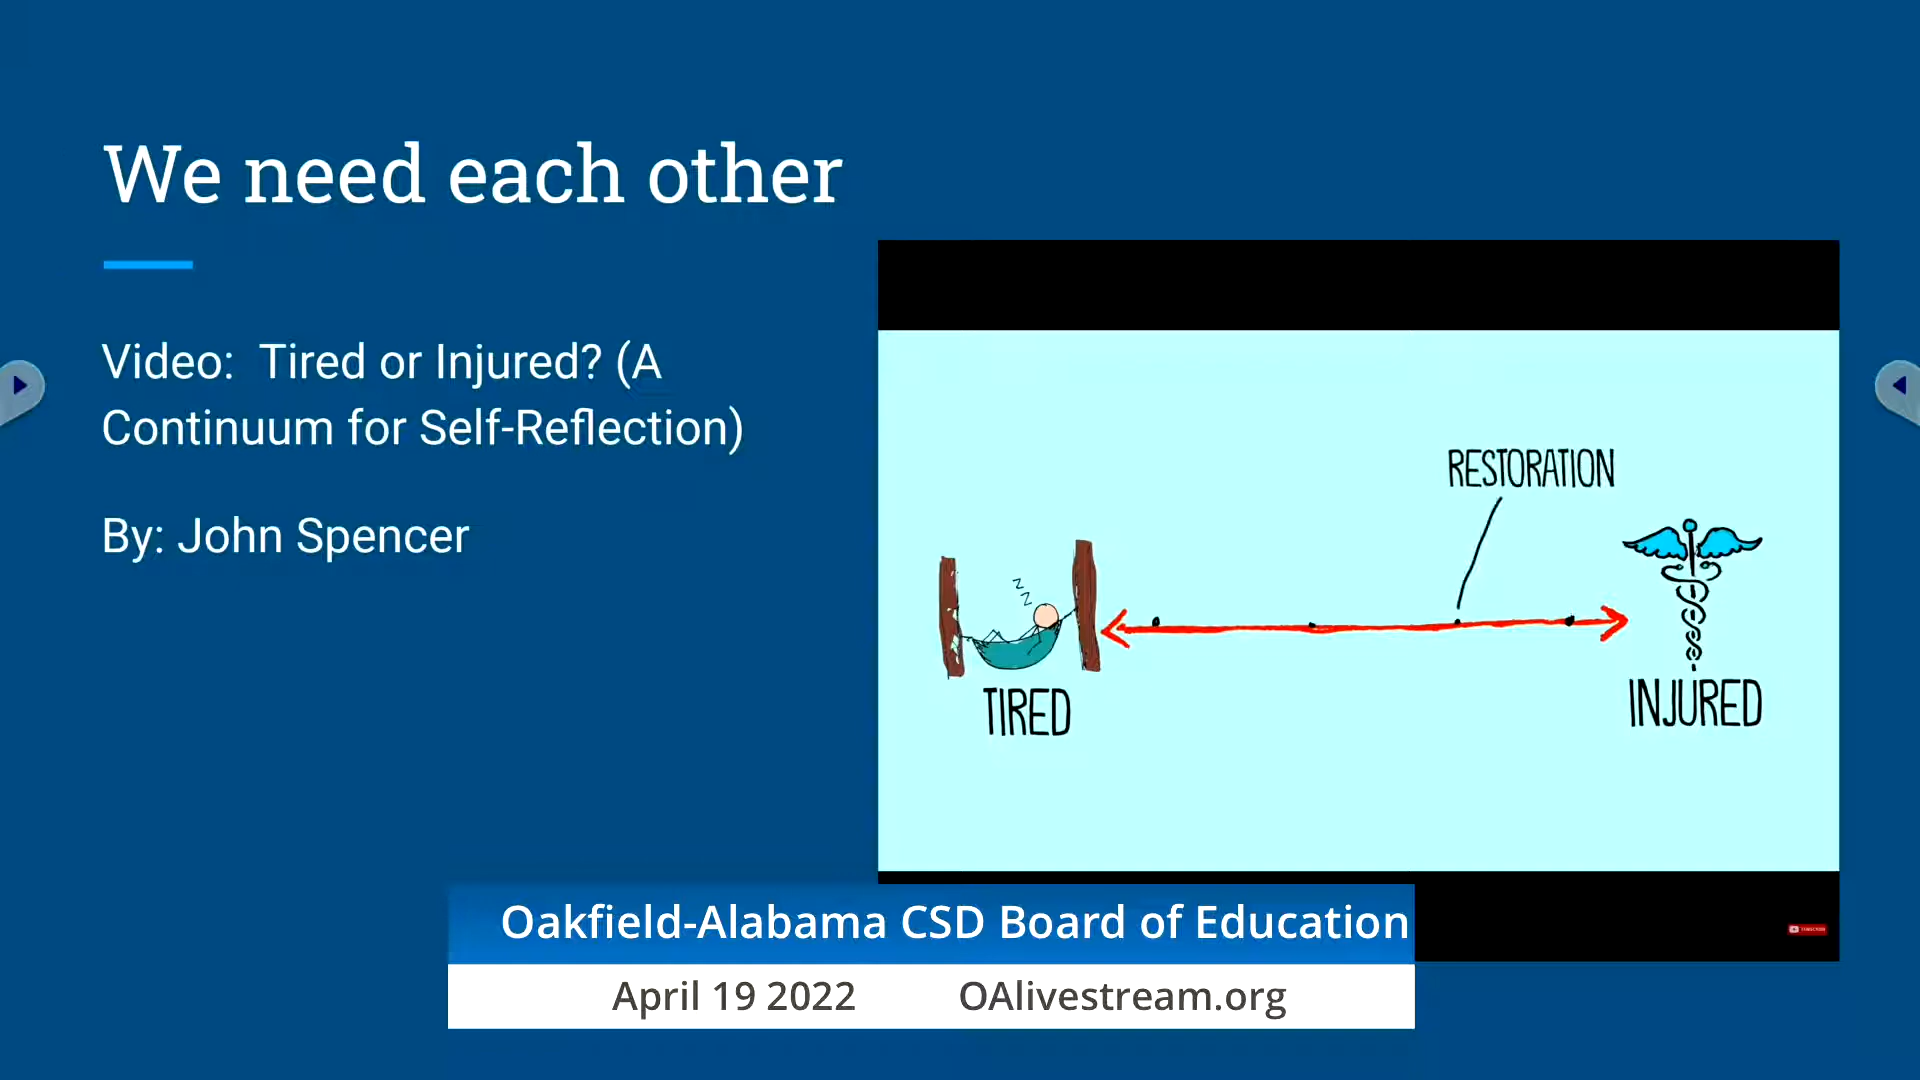 We need each other
Video:  Tired or Injured? (A
Continuum for Self-Reflection)
By: John Spencer
RESTORATION
z
z
z
TIRED
INJURED
Oakfield-Alabama CSD Board of Education
April 19 2022 OAlivestream.org